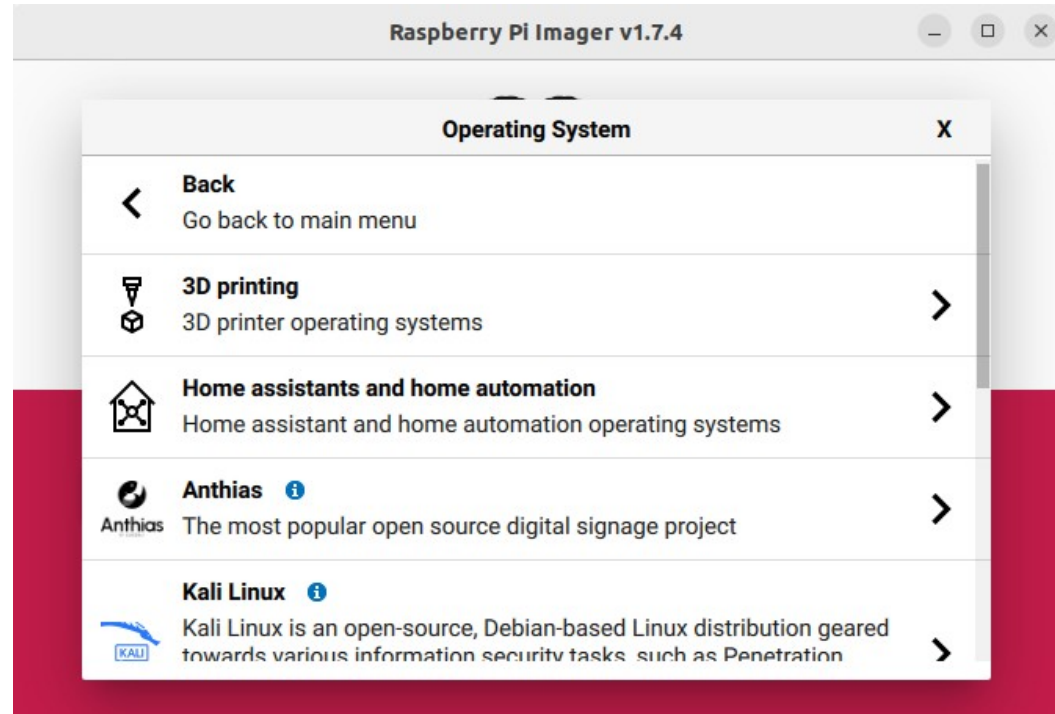 Raspberry Pi Imager v1.7.4
Operating System X
Back
Go back to main menu
3D printing
3D printer operating systems
Home assistants and home automation
Home assistant and home automation operating systems
Anthias
Anthias
The most popular open source digital signage project
Kali Linux
KALI
Kali Linux is an open-source, Debian-based Linux distribution geared
towards various information security tasks, such as Penetration